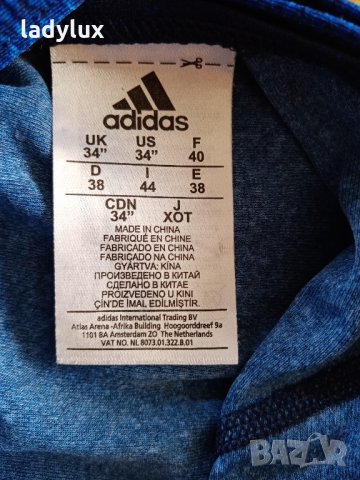 ladylux
adidas
UK US F
34" 34" 40
D I E
38 44 38
CDN J
34" XOT
MADE IN CHINA
FABRIQUÉ EN CHINE
FABRICADO EN CHINA
FABRICADO NA CHINA
GYÁRTVA: KÍNA
ПРОИЗВЕДЕНО В КИТАЙ
СДЕЛАНО В КИТАЕ
PROIZVEDENO U KINI
ÇİN'DE İMAL EDİLMİŞTİR.
adidas International Trading BV
Atlas Arena -Afrika Building Hoogoorddreef 9a
1101 BA Amsterdam ZO The Netherlands
VAT NO. NL 8073.01.322.B.01
BAZAR.bg